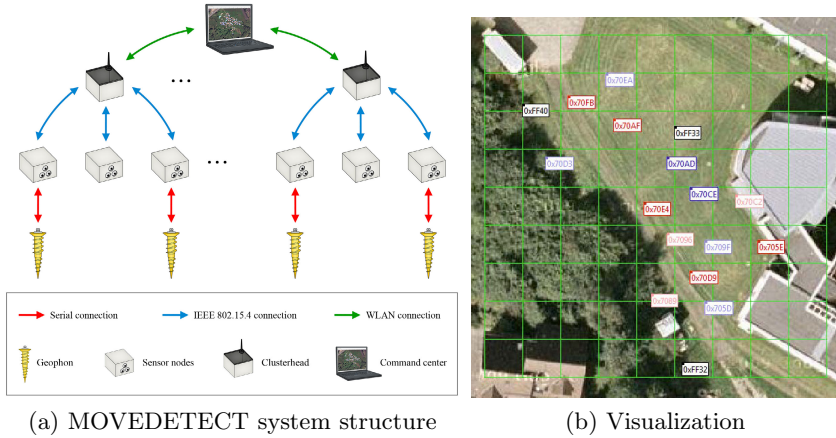 ...
...
...
Serial connection
IEEE 802.15.4 connection
WLAN connection
Geophon
Sensor nodes
Clusterhead
Command center
(a) MOVEDETECT system structure
0x70EA
0x70FB
0xFF40
0x70AF
0xFF33
0x70D3
0x70AD
0x70CE
0x70C2
0x70E4
0x7096
0x709F
0x705E
0x70D9
0x7089
0x705D
0xFF32
(b) Visualization